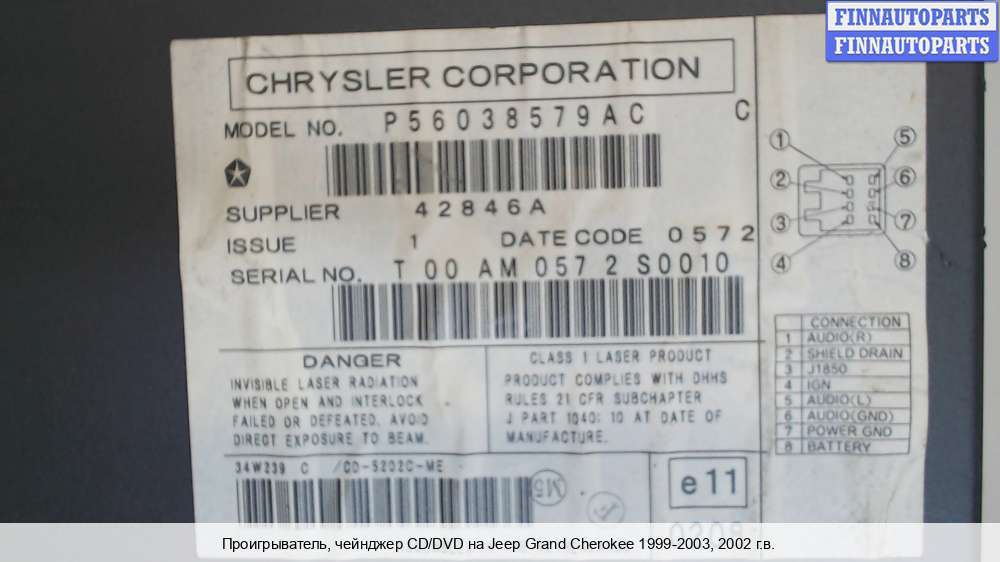 FINNAUTOPARTS
FINNAUTOPARTS
CHRYSLER CORPORATION
MODEL NO. P56038579AC C
SUPPLIER 42846A
ISSUE 1 DATE CODE 0572
SERIAL NO. T 00 AM 0572 S0010
DANGER
INVISIBLE LASER RADIATION
WHEN OPEN AND INTERLOCK
FAILED OR DEFEATED. AVOID
DIRECT EXPOSURE TO BEAM.
CLASS 1 LASER PRODUCT
PRODUCT COMPLIES WITH DHHS
RULES 21 CFR SUBCHAPTER
J PART 1040: 10 AT DATE OF
MANUFACTURE.
34W239 C /CD-5202C-ME
M5
e11
1 5
2 6
3 7
4 8
CONNECTION
1 AUDIO(R)
2 SHIELD DRAIN
3 J1850
4 IGN
5 AUDIO(L)
6 AUDIO(GND)
7 POWER GND
8 BATTERY
Проигрыватель, чейнджер CD/DVD на Jeep Grand Cherokee 1999-2003, 2002 г.в.